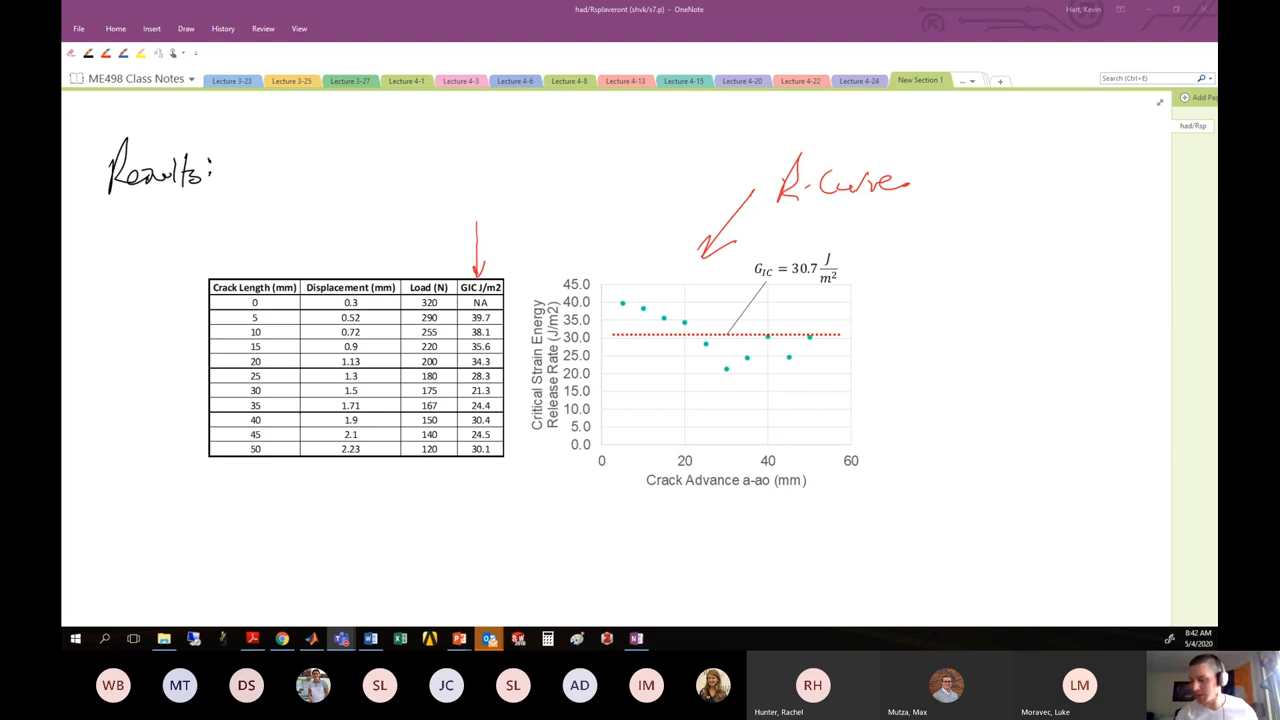 had/Rsplaveront (shvk/s7.p) - OneNote
Hart, Kevin
File Home Insert Draw History Review View
ME498 Class Notes
Lecture 3-23 Lecture 3-25 Lecture 3-27 Lecture 4-1 Lecture 4-3 Lecture 4-6 Lecture 4-8 Lecture 4-13 Lecture 4-15 Lecture 4-20 Lecture 4-22 Lecture 4-24 New Section 1 ...
Search (Ctrl+E)
Add Pag
had/Rsp
Results:
R-Curve
Crack Length (mm) Displacement (mm) Load (N) GIC J/m2
0 0.3 320 NA
5 0.52 290 39.7
10 0.72 255 38.1
15 0.9 220 35.6
20 1.13 200 34.3
25 1.3 180 28.3
30 1.5 175 21.3
35 1.71 167 24.4
40 1.9 150 30.4
45 2.1 140 24.5
50 2.23 120 30.1
G_IC = 30.7 J/m²
Critical Strain Energy
Release Rate (J/m2)
45.0
40.0
35.0
30.0
25.0
20.0
15.0
10.0
5.0
0.0
0 20 40 60
Crack Advance a-ao (mm)
8:42 AM
5/4/2020
WB MT DS SL JC SL AD IM RH LM
Hunter, Rachel Mutza, Max Moravec, Luke